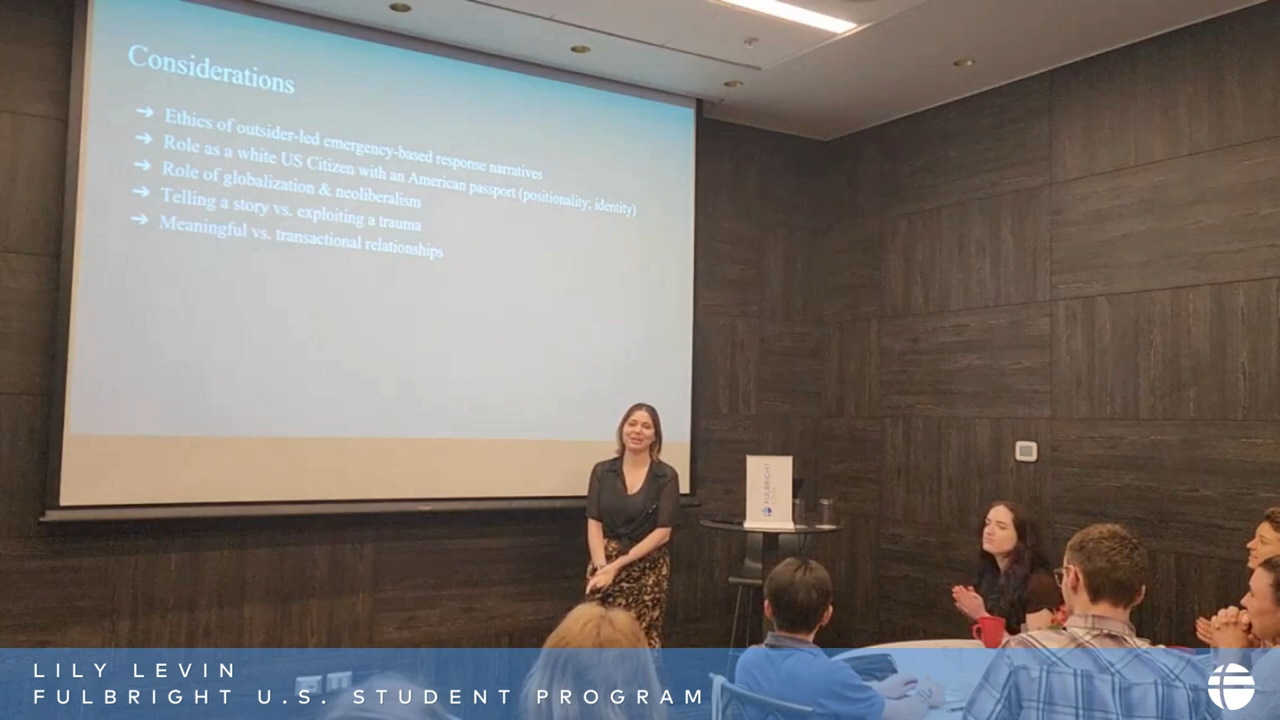 Considerations
➔ Ethics of outsider-led emergency-based response narratives
➔ Role as a white US Citizen with an American passport (positionality; identity)
➔ Role of globalization & neoliberalism
➔ Telling a story vs. exploiting a trauma
➔ Meaningful vs. transactional relationships
FULBRIGHT
LILY LEVIN
FULBRIGHT U.S. STUDENT PROGRAM